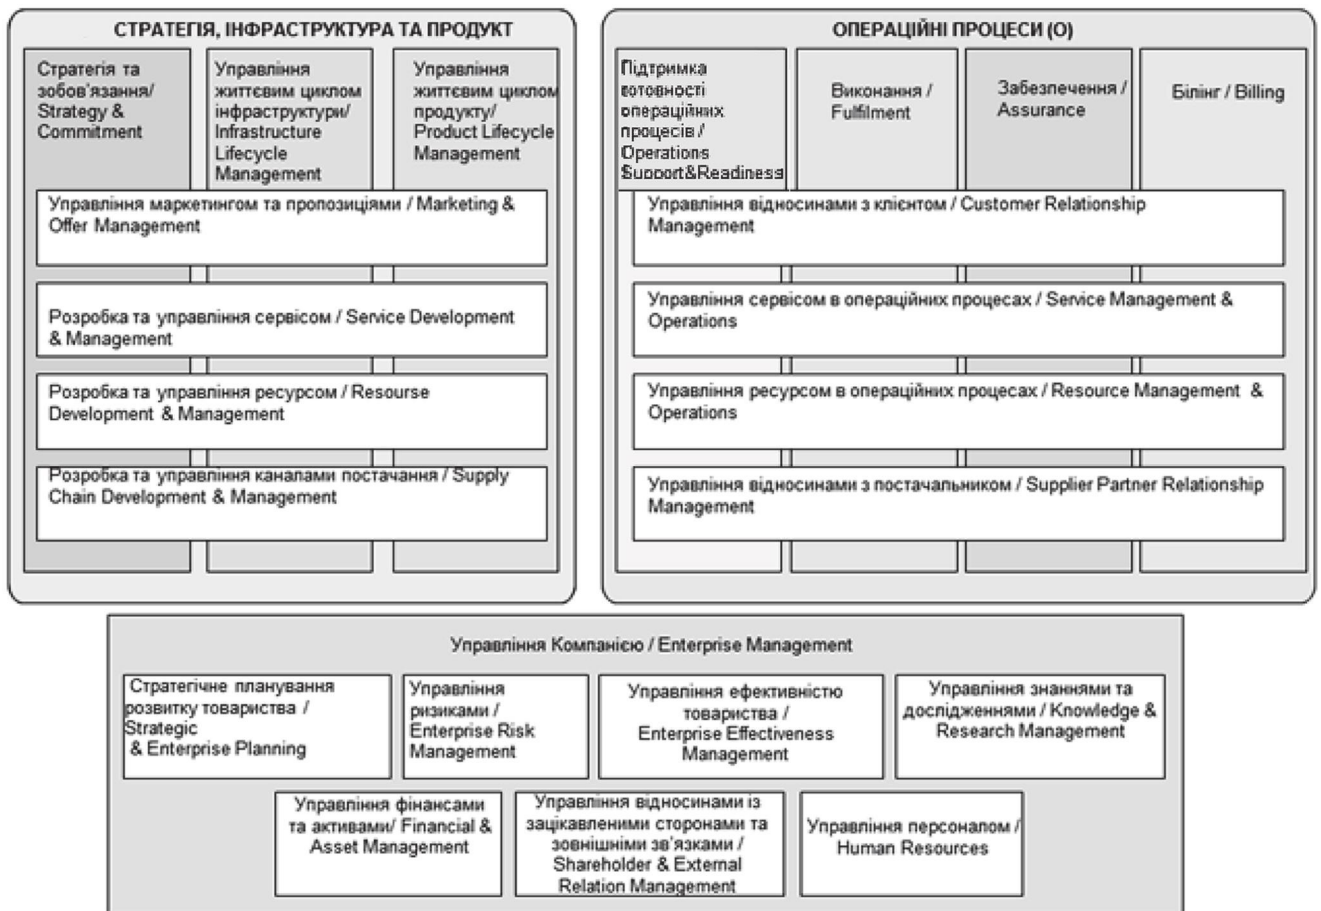 СТРАТЕГІЯ, ІНФРАСТРУКТУРА ТА ПРОДУКТ
Стратегія та
зобов'язання/
Strategy &
Commitment
Управління
життєвим циклом
інфраструктури/
Infrastructure
Lifecycle
Management
Управління
життєвим циклом
продукту/
Product Lifecycle
Management
Управління маркетингом та пропозиціями / Marketing &
Offer Management
Розробка та управління сервісом / Service Development
& Management
Розробка та управління ресурсом / Resourse
Development & Management
Розробка та управління каналами постачання / Supply
Chain Development & Management
ОПЕРАЦІЙНІ ПРОЦЕСИ (О)
Підтримка
готовності
операційних
процесів /
Operations
Support&Readiness
Виконання /
Fulfilment
Забезпечення /
Assurance
Білінг / Billing
Управління відносинами з клієнтом / Customer Relationship
Management
Управління сервісом в операційних процесах / Service Management &
Operations
Управління ресурсом в операційних процесах / Resource Management &
Operations
Управління відносинами з постачальником / Supplier Partner Relationship
Management
Управління Компанією / Enterprise Management
Стратегічне планування
розвитку товариства /
Strategic
& Enterprise Planning
Управління
ризиками /
Enterprise Risk
Management
Управління ефективністю
товариства /
Enterprise Effectiveness
Management
Управління знаннями та
дослідженнями / Knowledge &
Research Management
Управління фінансами
та активами/ Financial &
Asset Management
Управління відносинами із
зацікавленими сторонами та
зовнішніми зв'язками /
Shareholder & External
Relation Management
Управління персоналом /
Human Resources